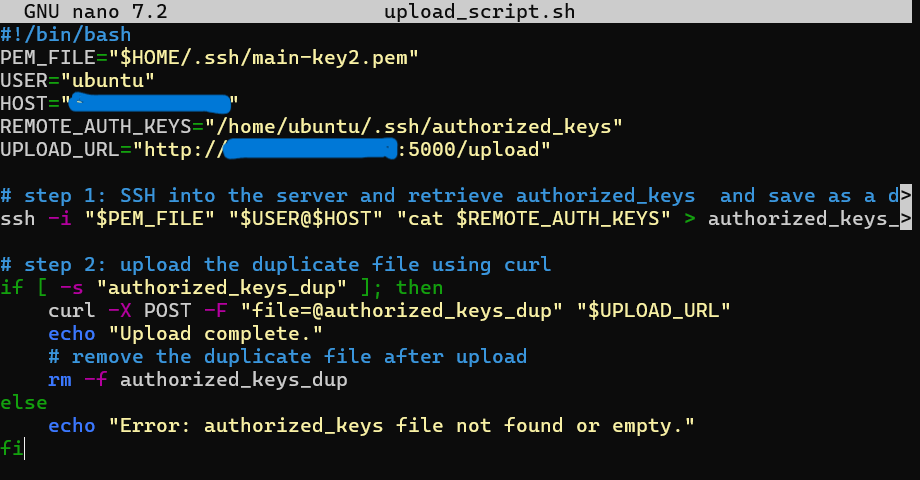 GNU nano 7.2 upload_script.sh
#!/bin/bash
PEM_FILE="$HOME/.ssh/main-key2.pem"
USER="ubuntu"
HOST=" "
REMOTE_AUTH_KEYS="/home/ubuntu/.ssh/authorized_keys"
UPLOAD_URL="http:// :5000/upload"
# step 1: SSH into the server and retrieve authorized_keys  and save as a d>
ssh -i "$PEM_FILE" "$USER@$HOST" "cat $REMOTE_AUTH_KEYS" > authorized_keys_>
# step 2: upload the duplicate file using curl
if [ -s "authorized_keys_dup" ]; then
    curl -X POST -F "file=@authorized_keys_dup" "$UPLOAD_URL"
    echo "Upload complete."
    # remove the duplicate file after upload
    rm -f authorized_keys_dup
else
    echo "Error: authorized_keys file not found or empty."
fi